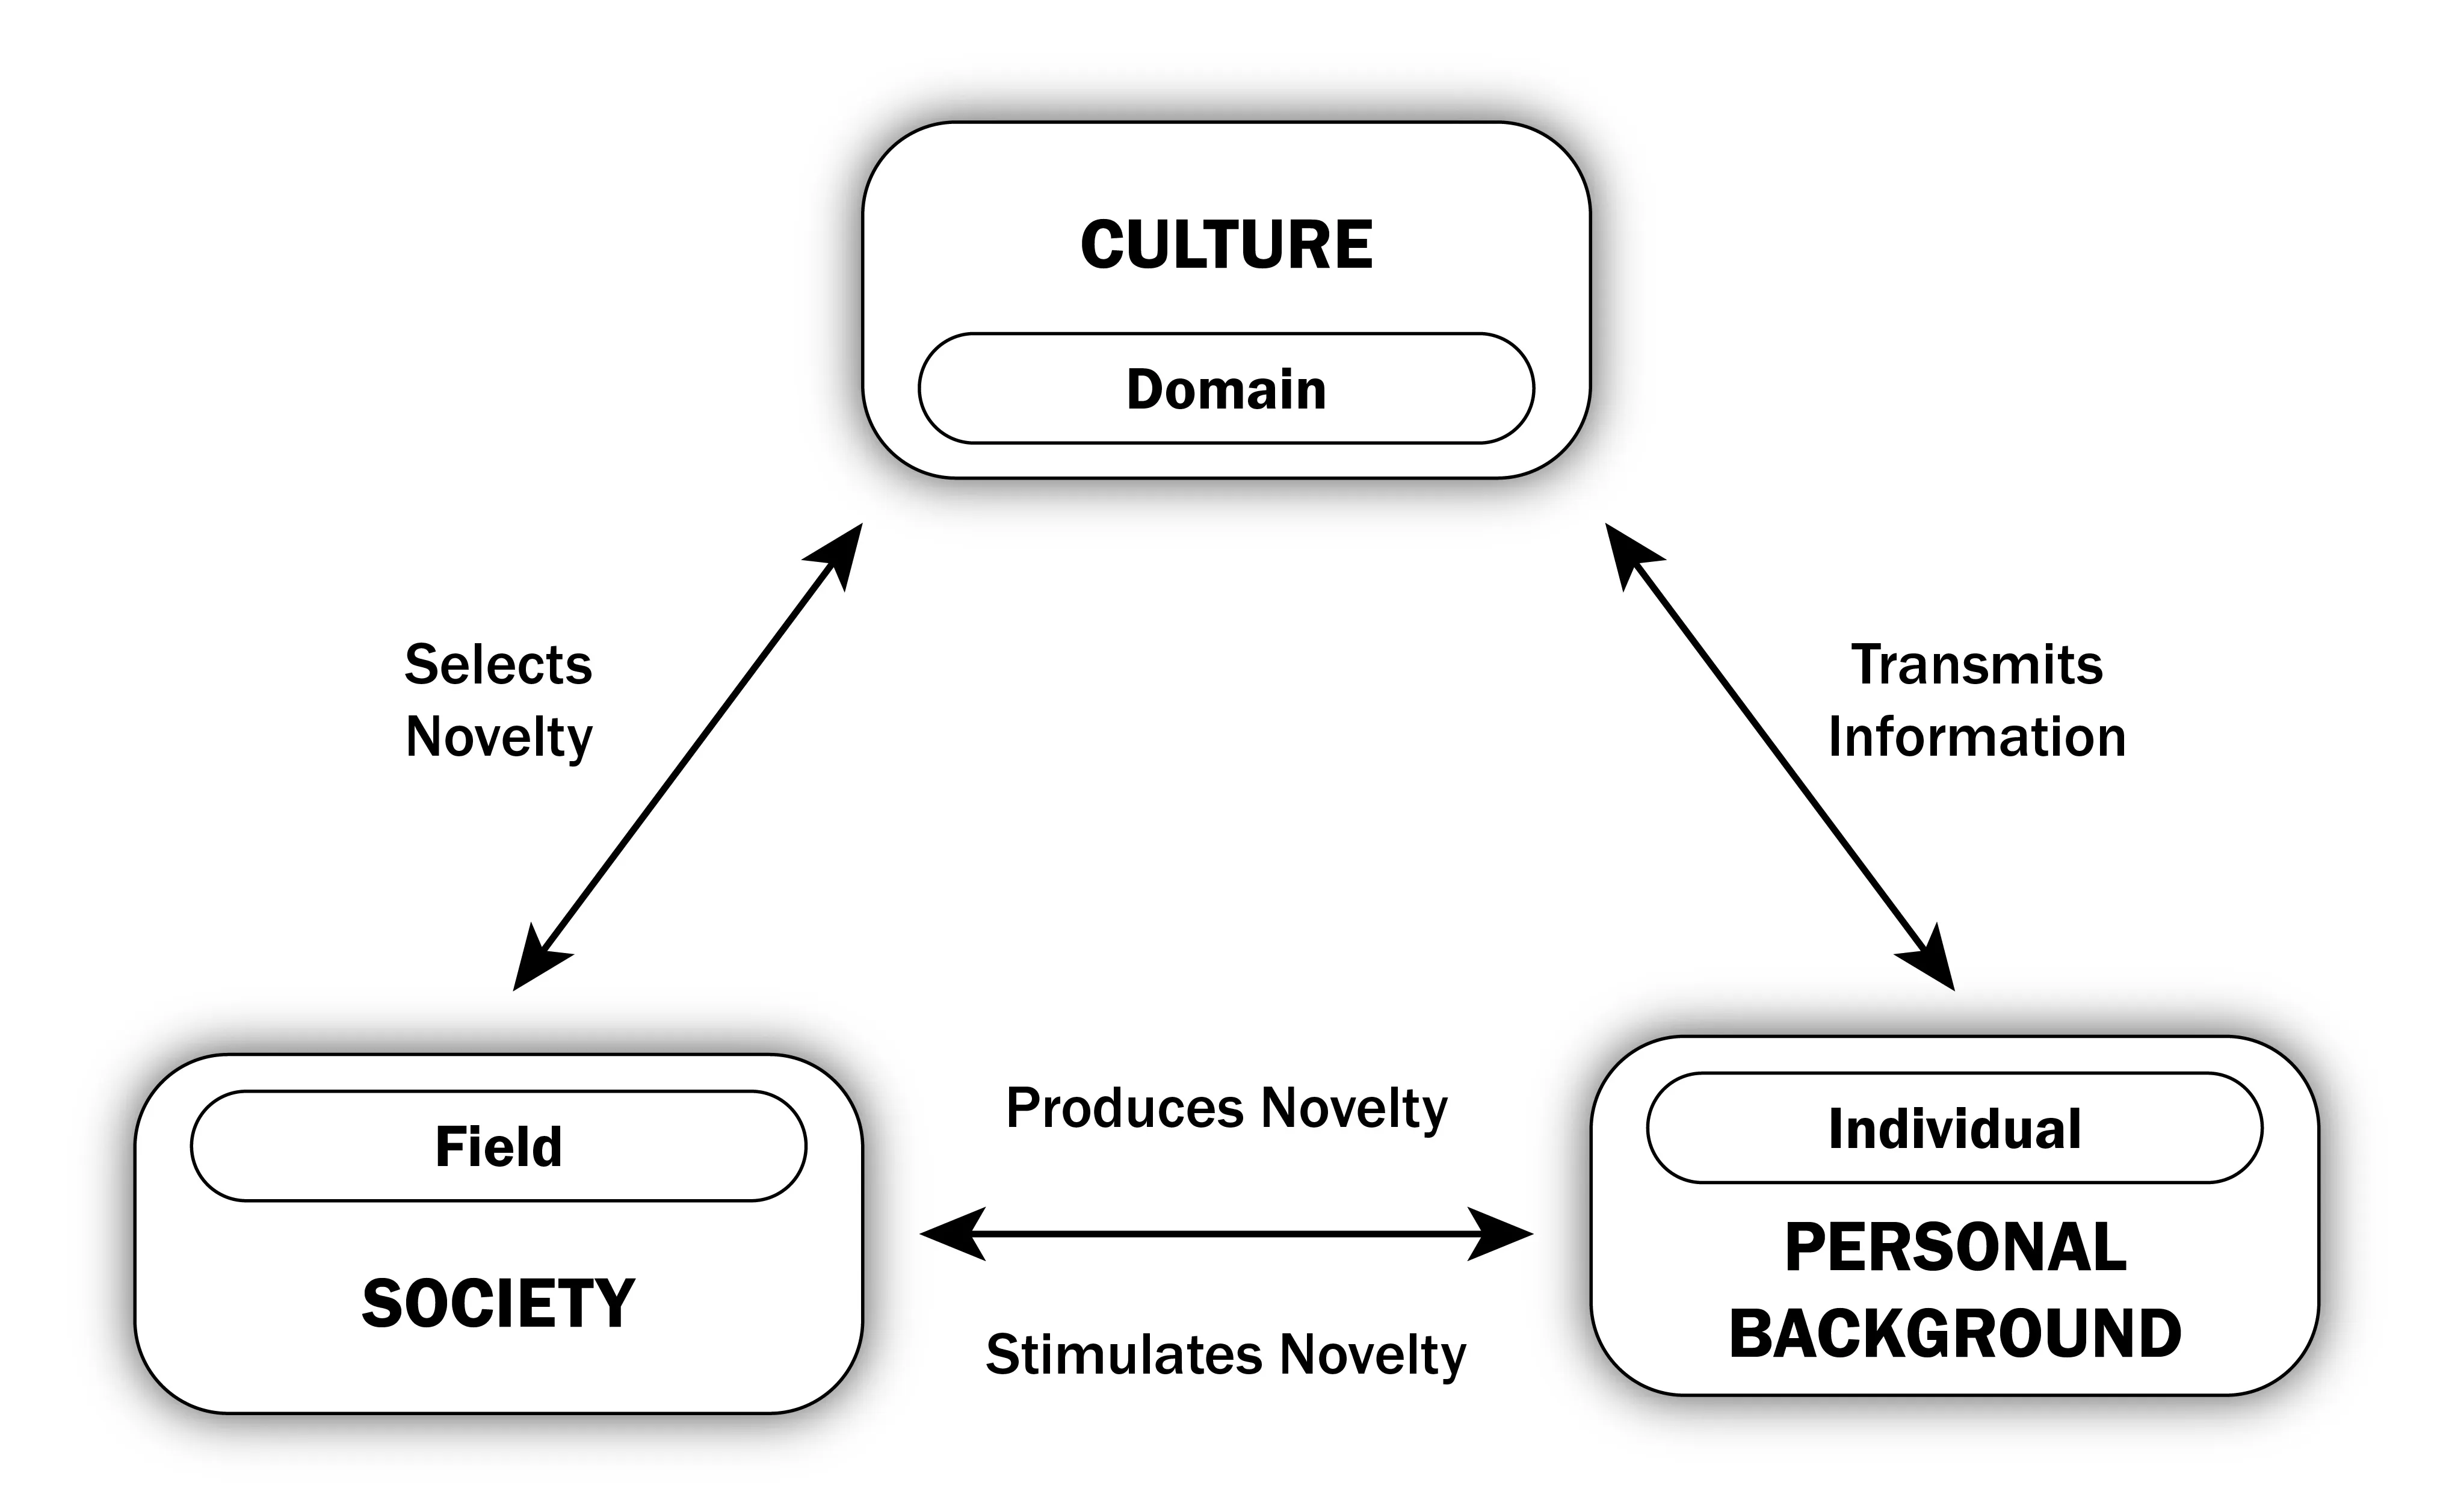 CULTURE
Domain
Selects
Novelty
Transmits
Information
Field
SOCIETY
Produces Novelty
Stimulates Novelty
Individual
PERSONAL
BACKGROUND